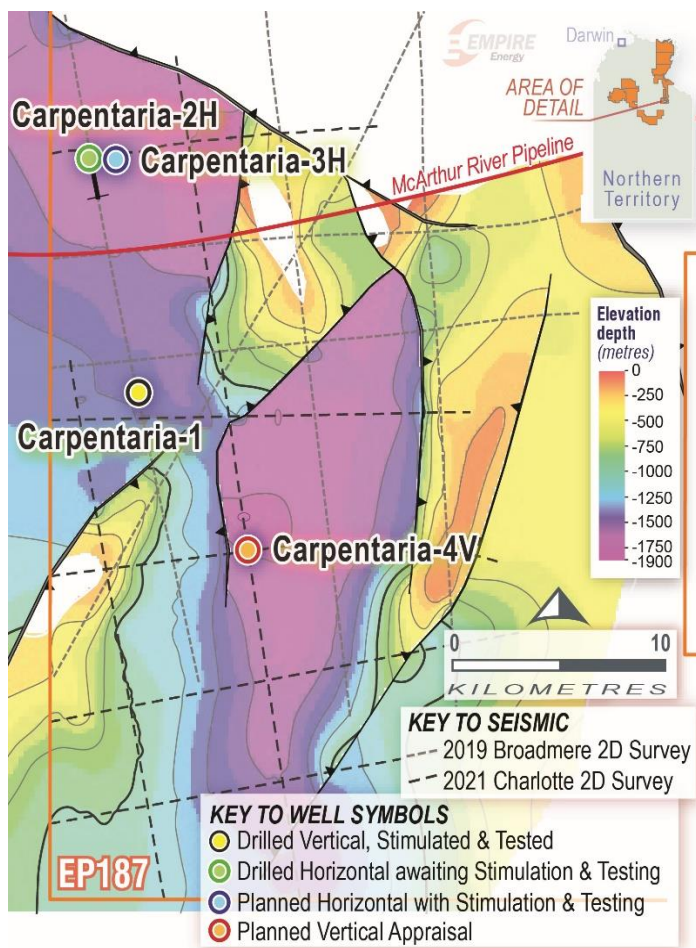 EMPIRE
Energy
Darwin
AREA OF
DETAIL
Northern
Territory
Carpentaria-2H
Carpentaria-3H
McArthur River Pipeline
Elevation
depth
(metres)
0
-250
-500
-750
-1000
-1250
-1500
-1750
-1900
Carpentaria-1
Carpentaria-4V
0 10
KILOMETRES
KEY TO SEISMIC
2019 Broadmere 2D Survey
2021 Charlotte 2D Survey
KEY TO WELL SYMBOLS
Drilled Vertical, Stimulated & Tested
Drilled Horizontal awaiting Stimulation & Testing
Planned Horizontal with Stimulation & Testing
Planned Vertical Appraisal
EP187